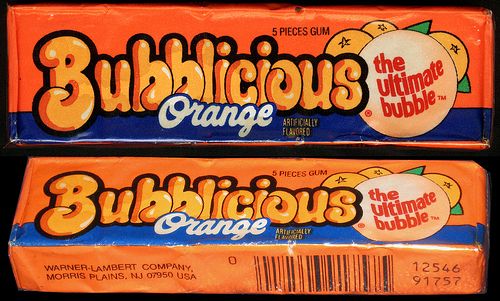 5 PIECES GUM
Bubblicious
the
ultimate
bubble™
®
Orange
ARTIFICIALLY
FLAVORED
5 PIECES GUM
Bubblicious
the
ultimate
bubble™
®
Orange
ARTIFICIALLY
FLAVORED
WARNER-LAMBERT COMPANY,
MORRIS PLAINS, NJ 07950 USA
0
12546
91757